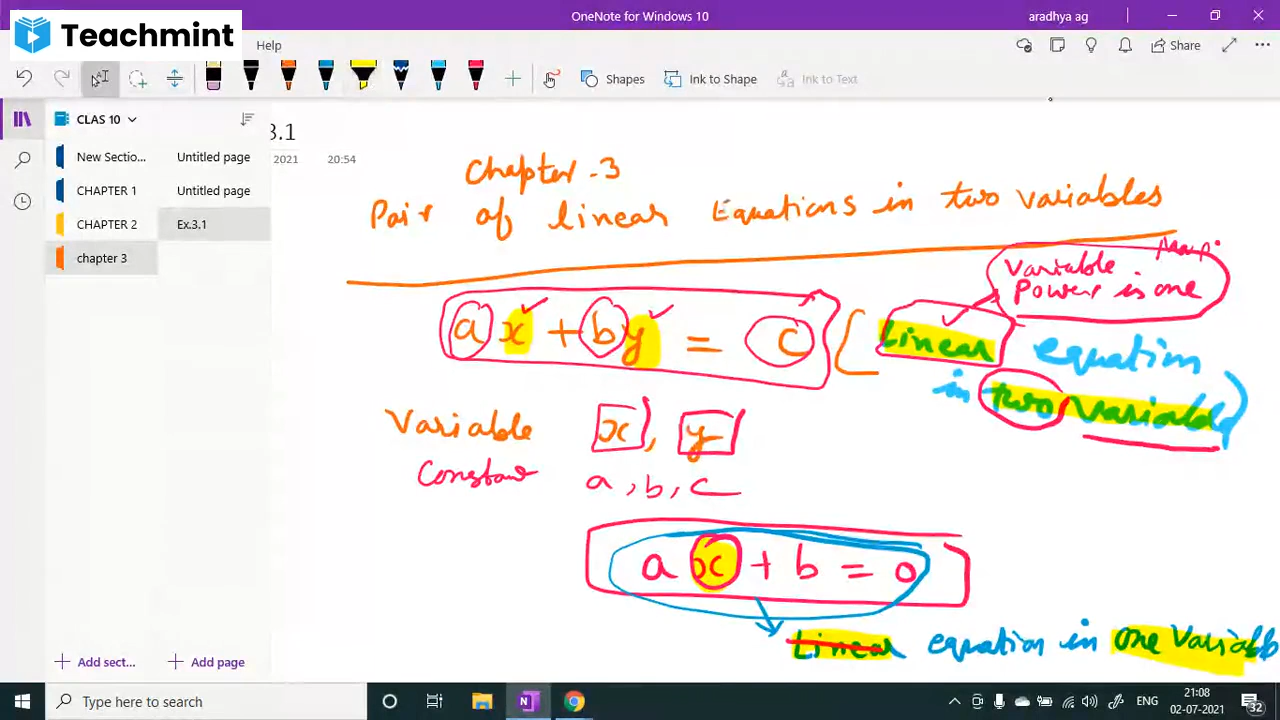 OneNote for Windows 10
aradhya ag
Teachmint
Help
Share
Shapes
Ink to Shape
Ink to Text
CLAS 10
New Sectio...
CHAPTER 1
CHAPTER 2
chapter 3
Untitled page
Untitled page
Ex.3.1
3.1
2021 20:54
Chapter - 3
Pair of linear Equations in two variables
Variable
Power is one
ax + by = c
(Linear equation
in two variable)
Variable x, y
Constant a, b, c
ax + b = 0
Linear equation in one Variabl
Add sect... Add page
Type here to search
ENG
21:08
02-07-2021
32